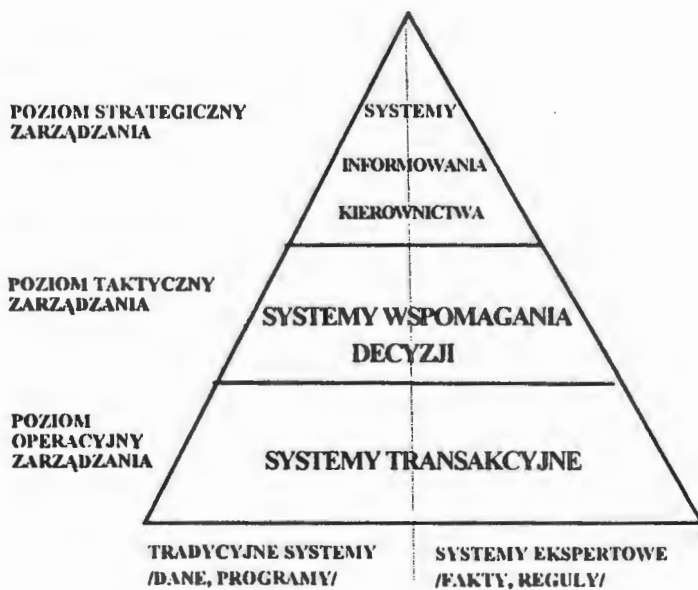 POZIOM STRATEGICZNY
ZARZĄDZANIA
SYSTEMY
INFORMOWANIA
KIEROWNICTWA
POZIOM TAKTYCZNY
ZARZĄDZANIA
SYSTEMY WSPOMAGANIA
DECYZJI
POZIOM
OPERACYJNY
ZARZĄDZANIA
SYSTEMY TRANSAKCYJNE
TRADYCYJNE SYSTEMY
/DANE, PROGRAMY/
SYSTEMY EKSPERTOWE
/FAKTY, REGUŁY/